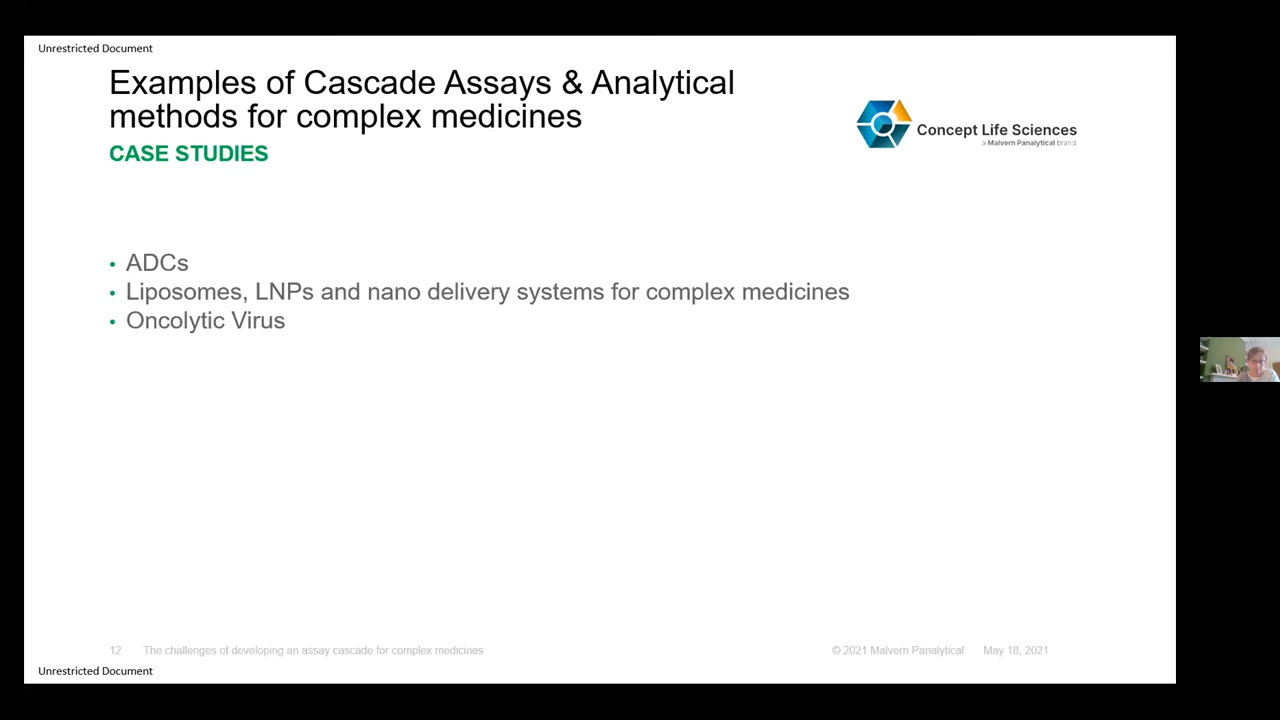 Unrestricted Document
Examples of Cascade Assays & Analytical
methods for complex medicines
CASE STUDIES
Concept Life Sciences
a Malvern Panalytical brand
• ADCs
• Liposomes, LNPs and nano delivery systems for complex medicines
• Oncolytic Virus
12 The challenges of developing an assay cascade for complex medicines © 2021 Malvern Panalytical May 18, 2021
Unrestricted Document